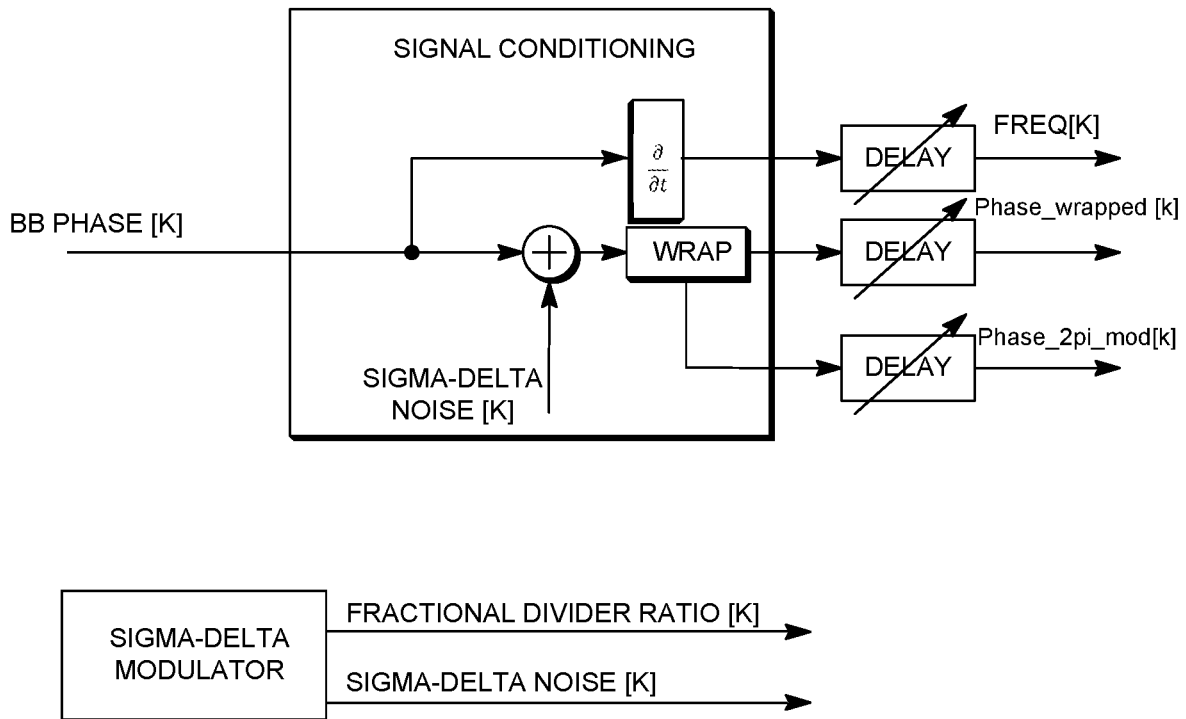 SIGNAL CONDITIONING
∂
∂t
DELAY
FREQ[K]
BB PHASE [K]
WRAP
DELAY
Phase_wrapped [k]
SIGMA-DELTA
NOISE [K]
DELAY
Phase_2pi_mod[k]
SIGMA-DELTA
MODULATOR
FRACTIONAL DIVIDER RATIO [K]
SIGMA-DELTA NOISE [K]